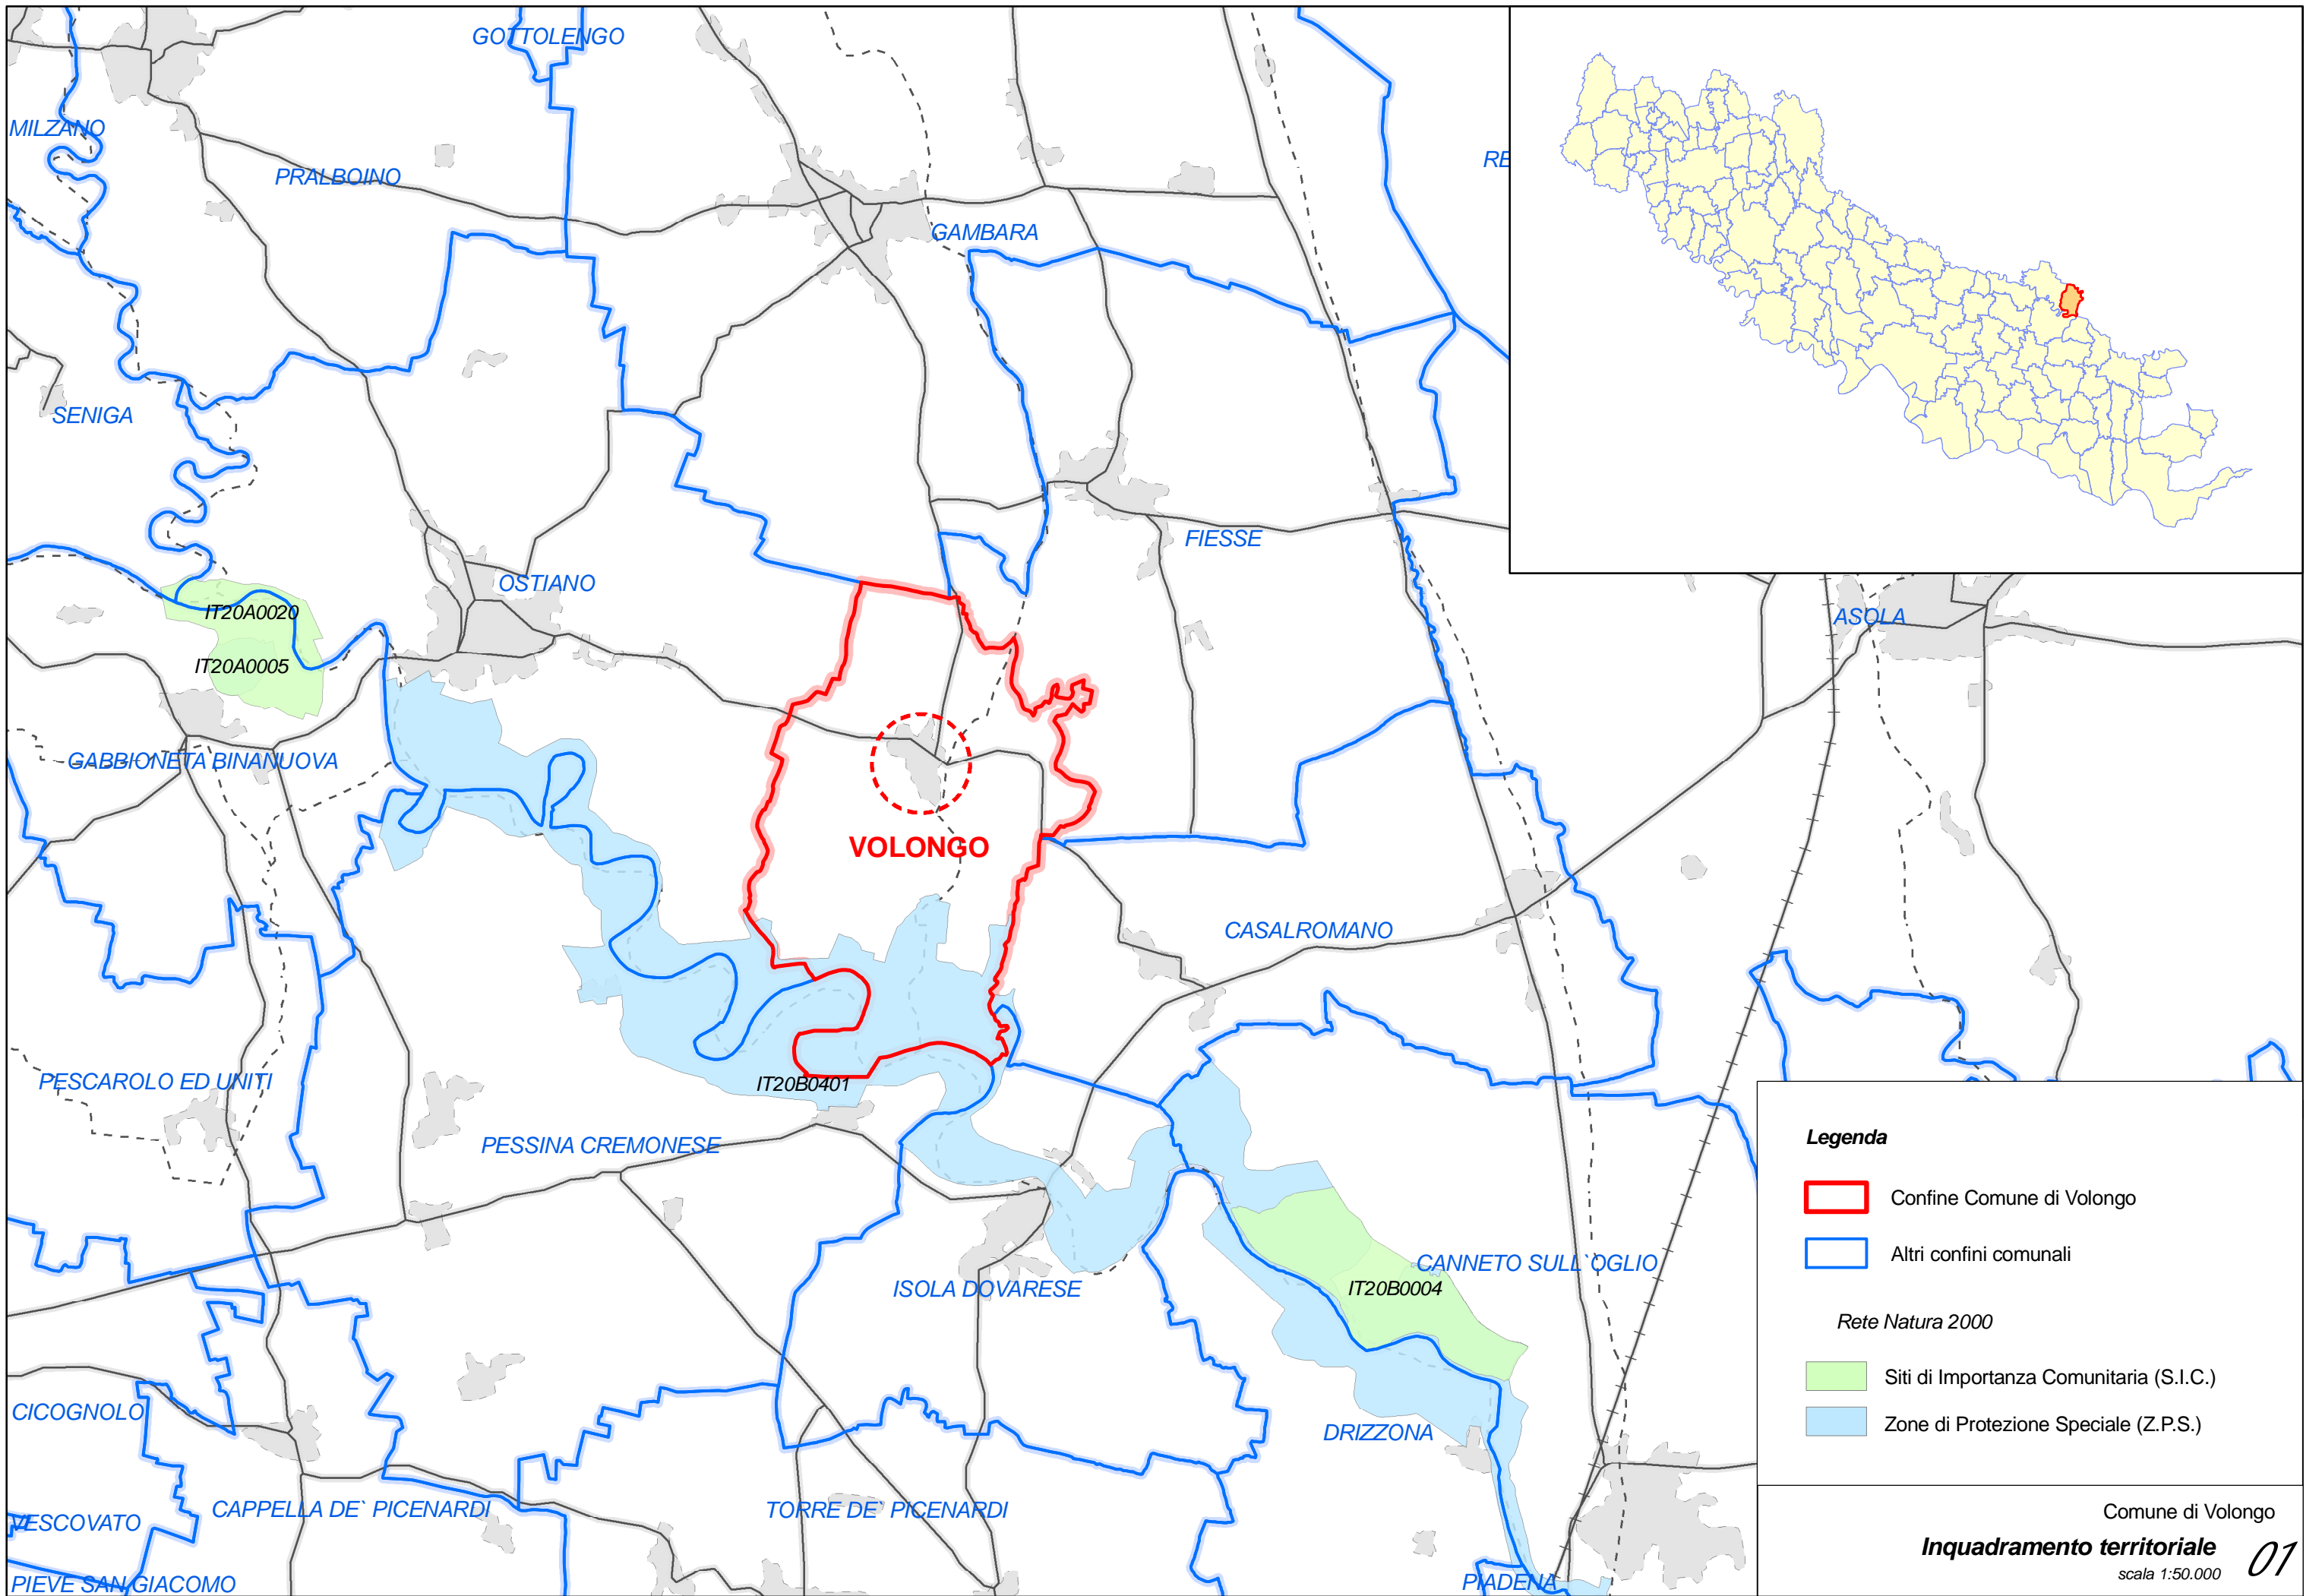 GOTTOLENGO
MILZANO
PRALBOINO
GAMBARA
SENIGA
FIESSE
OSTIANO
IT20A0020
IT20A0005
ASOLA
GABBIONETA BINANUOVA
VOLONGO
CASALROMANO
PESCAROLO ED UNITI
IT20B0401
PESSINA CREMONESE
ISOLA DOVARESE
CANNETO SULL`OGLIO
IT20B0004
CICOGNOLO
DRIZZONA
VESCOVATO
CAPPELLA DE` PICENARDI
TORRE DE` PICENARDI
PIEVE SAN GIACOMO
PIADENA
RE
Legenda
Confine Comune di Volongo
Altri confini comunali
Rete Natura 2000
Siti di Importanza Comunitaria (S.I.C.)
Zone di Protezione Speciale (Z.P.S.)
Comune di Volongo
Inquadramento territoriale
scala 1:50.000
01